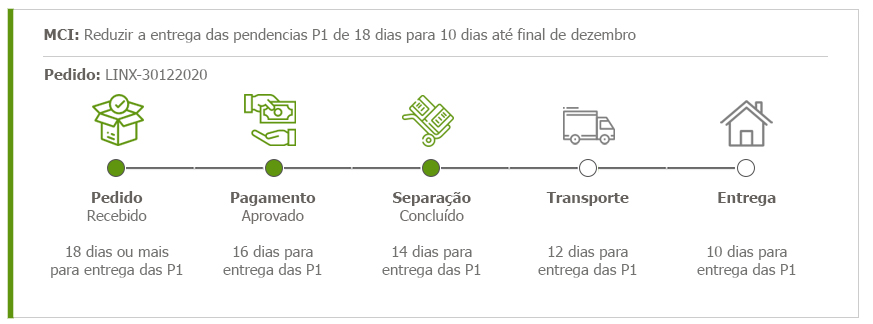 MCI: Reduzir a entrega das pendencias P1 de 18 dias para 10 dias até final de dezembro
Pedido: LINX-30122020
Pedido
Recebido
18 dias ou mais
para entrega das P1
Pagamento
Aprovado
16 dias para
entrega das P1
Separação
Concluído
14 dias para
entrega das P1
Transporte
12 dias para
entrega das P1
Entrega
10 dias para
entrega das P1